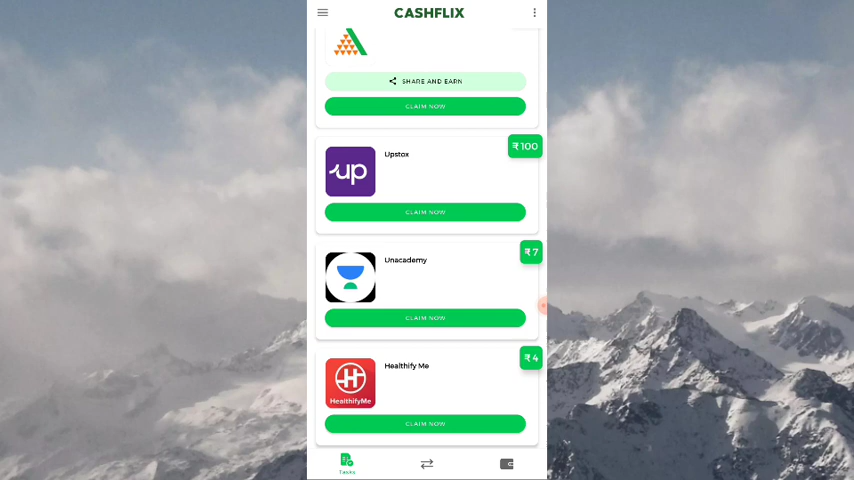 CASHFLIX
SHARE AND EARN
CLAIM NOW
₹100
Upstox
up
CLAIM NOW
₹7
Unacademy
CLAIM NOW
₹4
Healthify Me
HealthifyMe
CLAIM NOW
Tasks